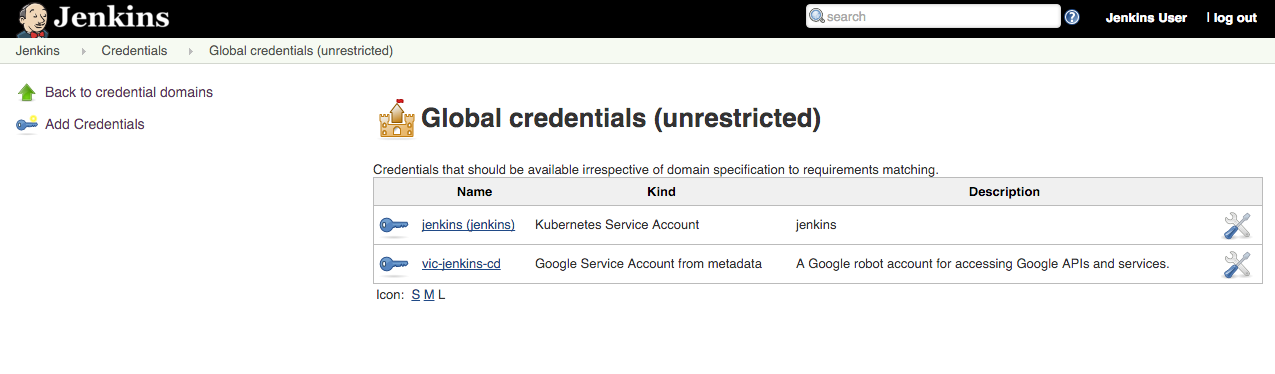 Jenkins
search
? Jenkins User | log out
Jenkins Credentials Global credentials (unrestricted)
Back to credential domains
Add Credentials
Global credentials (unrestricted)
Credentials that should be available irrespective of domain specification to requirements matching.
Name Kind Description
jenkins (jenkins) Kubernetes Service Account jenkins
vic-jenkins-cd Google Service Account from metadata A Google robot account for accessing Google APIs and services.
Icon: S M L